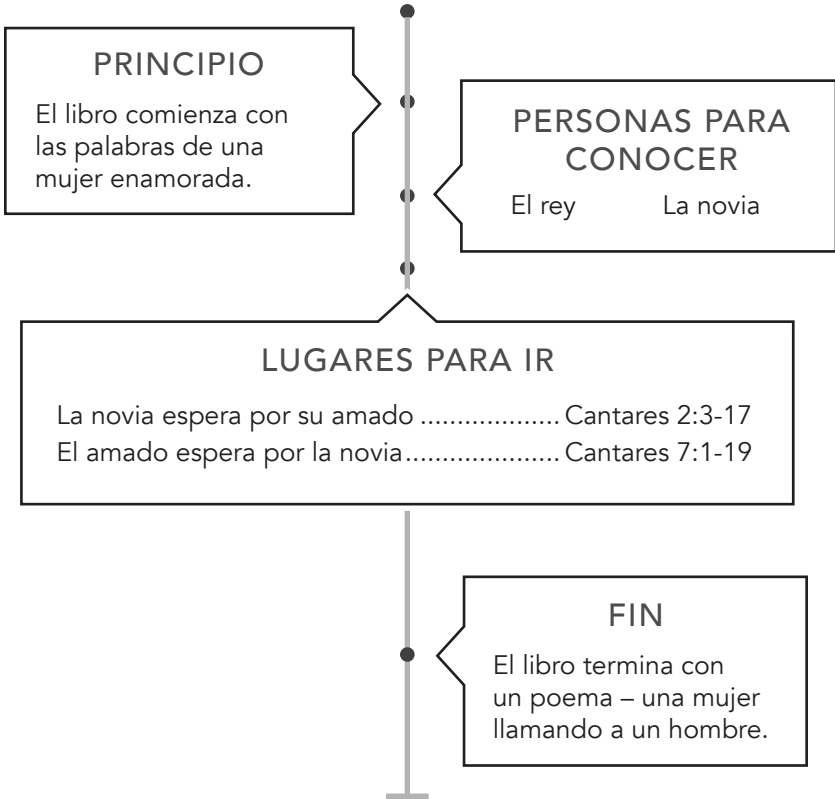 PRINCIPIO
El libro comienza con
las palabras de una
mujer enamorada.
PERSONAS PARA
CONOCER
El rey La novia
LUGARES PARA IR
La novia espera por su amado ................... Cantares 2:3-17
El amado espera por la novia..................... Cantares 7:1-19
FIN
El libro termina con
un poema – una mujer
llamando a un hombre.